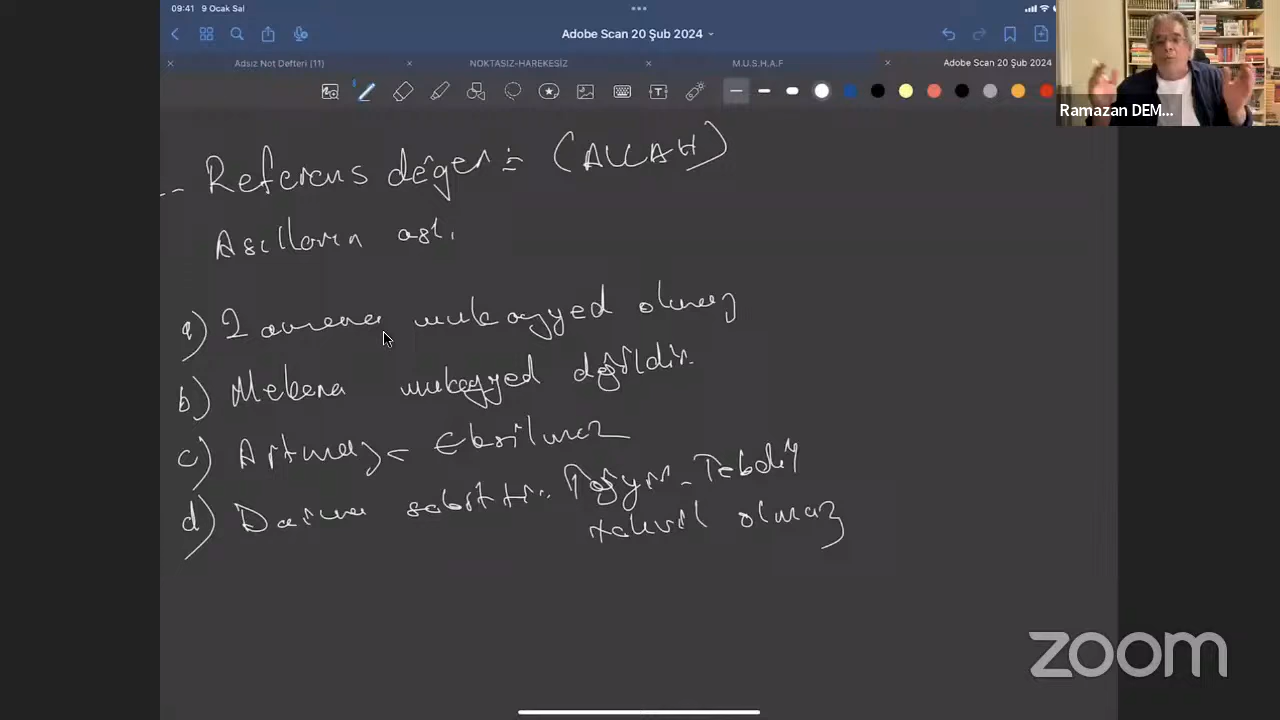 09:41 9 Ocak Sal
Adobe Scan 20 Şub 2024
Adsız Not Defteri (11)
NOKTASIZ-HAREKESİZ
M.U.S.H.A.F
Adobe Scan 20 Şub 2024
Ramazan DEM...
-- Referans değer := (ALLAH)
Asılların aslı
a) Zamana mukayyed olmaz
b) Mekana mukayyed değildir.
c) Artmaz - Eksilmez
d) Daima sabittir. Tağyir - Tebdil
tahvil olmaz
zoom